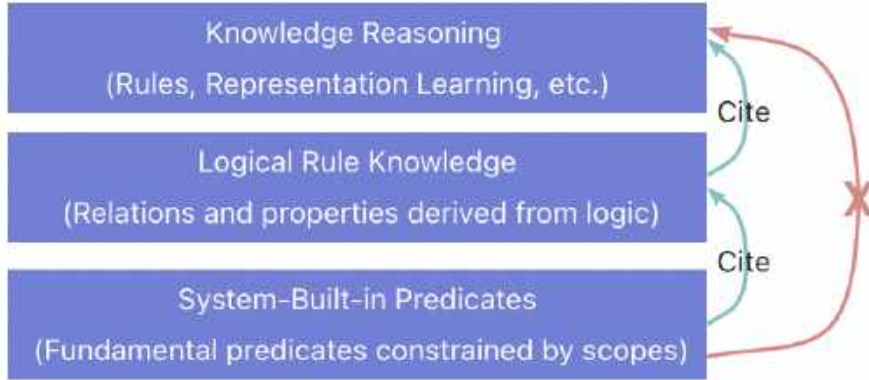 Knowledge Reasoning
(Rules, Representation Learning, etc.)
Cite
Logical Rule Knowledge
(Relations and properties derived from logic)
X
Cite
System-Built-in Predicates
(Fundamental predicates constrained by scopes)